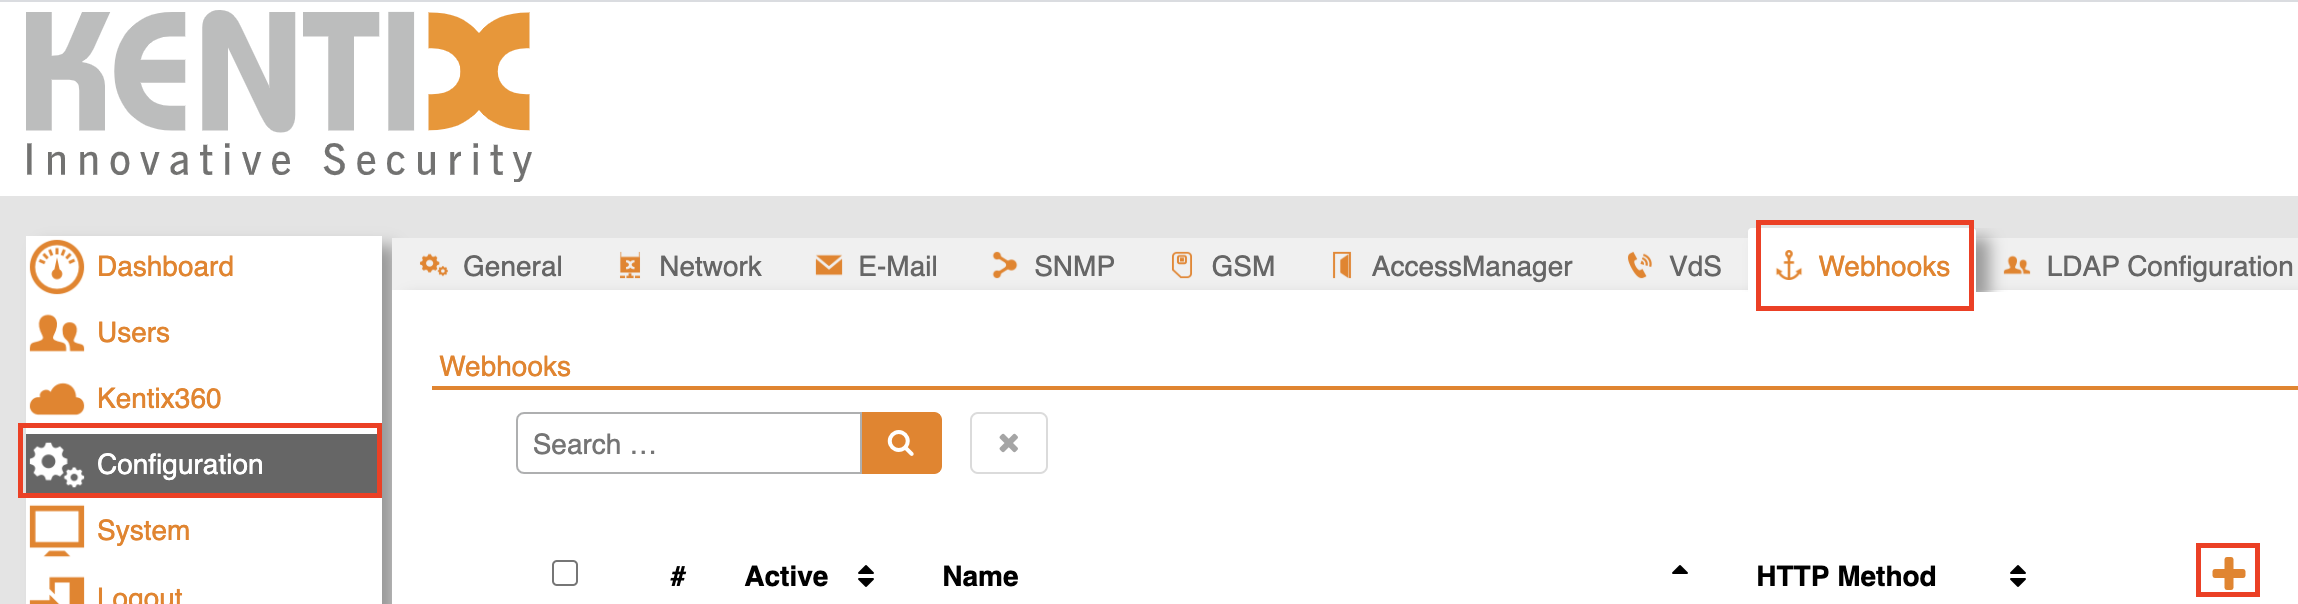 KENTIX
Innovative Security
Dashboard
Users
Kentix360
Configuration
System
Logout
General Network E-Mail SNMP GSM AccessManager VdS Webhooks LDAP Configuration
Webhooks
Search ...
# Active Name HTTP Method